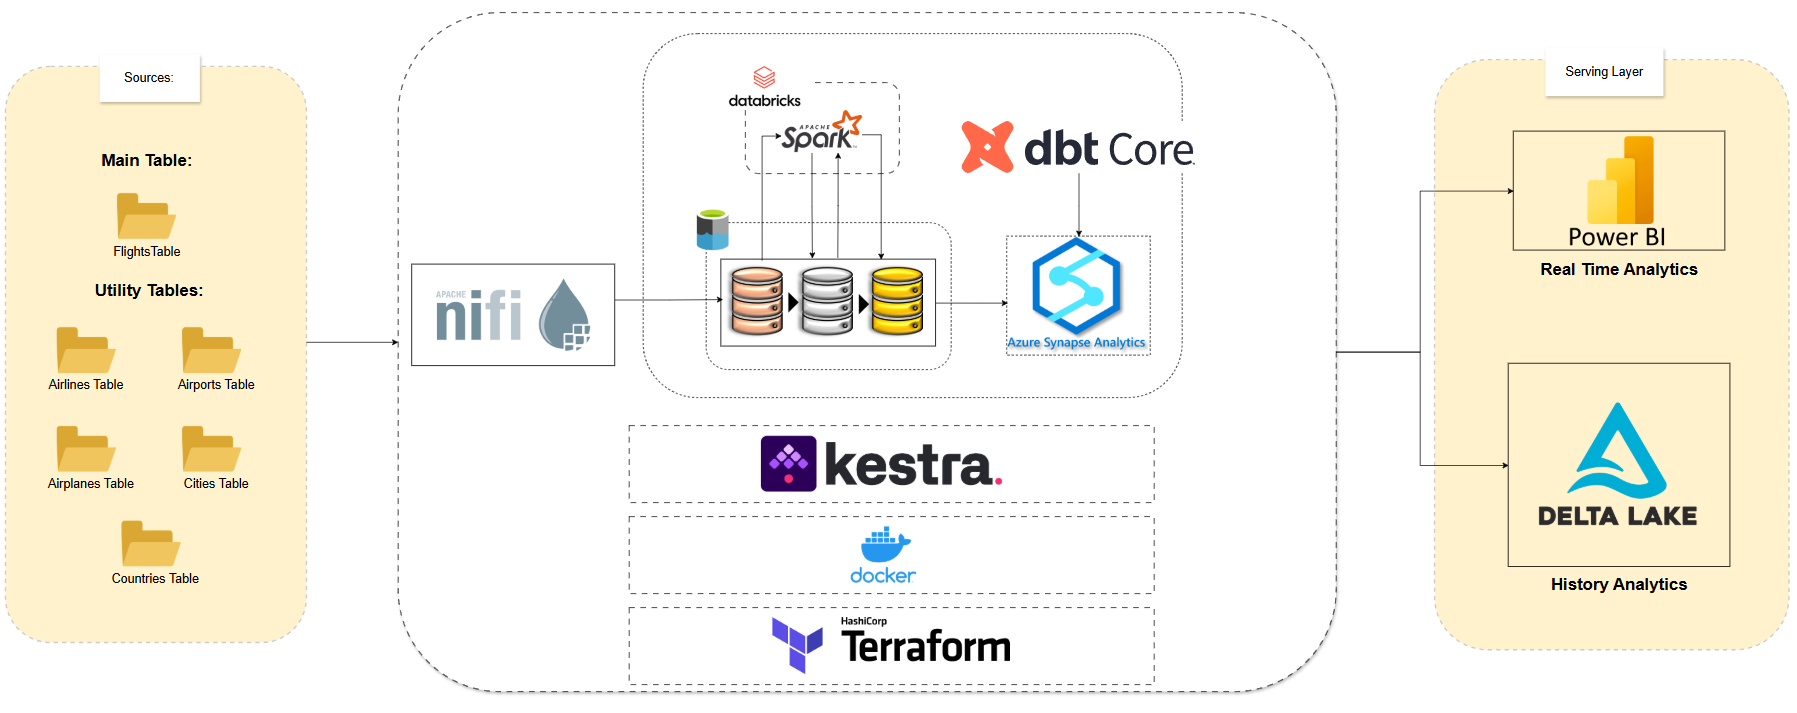 Sources:
Main Table:
FlightsTable
Utility Tables:
Airlines Table
Airports Table
Airplanes Table
Cities Table
Countries Table
APACHE
nifi
databricks
APACHE
Spark
dbt Core
Azure Synapse Analytics
kestra.
docker
HashiCorp
Terraform
Serving Layer
Power BI
Real Time Analytics
DELTA LAKE
History Analytics